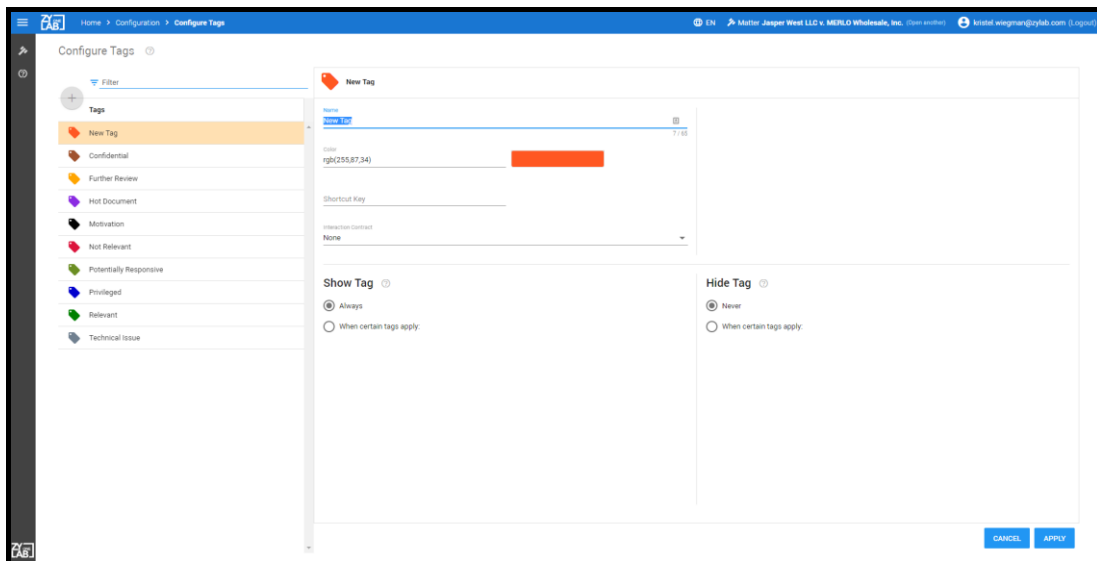 ZYLAB Home > Configuration > Configure Tags EN Matter Jasper West LLC v. MERLO Wholesale, Inc. (Open another) kristel.wiegman@zylab.com (Logout)
Configure Tags
Filter
New Tag
Tags
New Tag
Confidential
Further Review
Hot Document
Motivation
Not Relevant
Potentially Responsive
Privileged
Relevant
Technical Issue
Name
New Tag
7 / 65
Color
rgb(255,87,34)
Shortcut Key
Interaction Contract
None
Show Tag
Always
When certain tags apply:
Hide Tag
Never
When certain tags apply:
CANCEL APPLY
ZYLAB